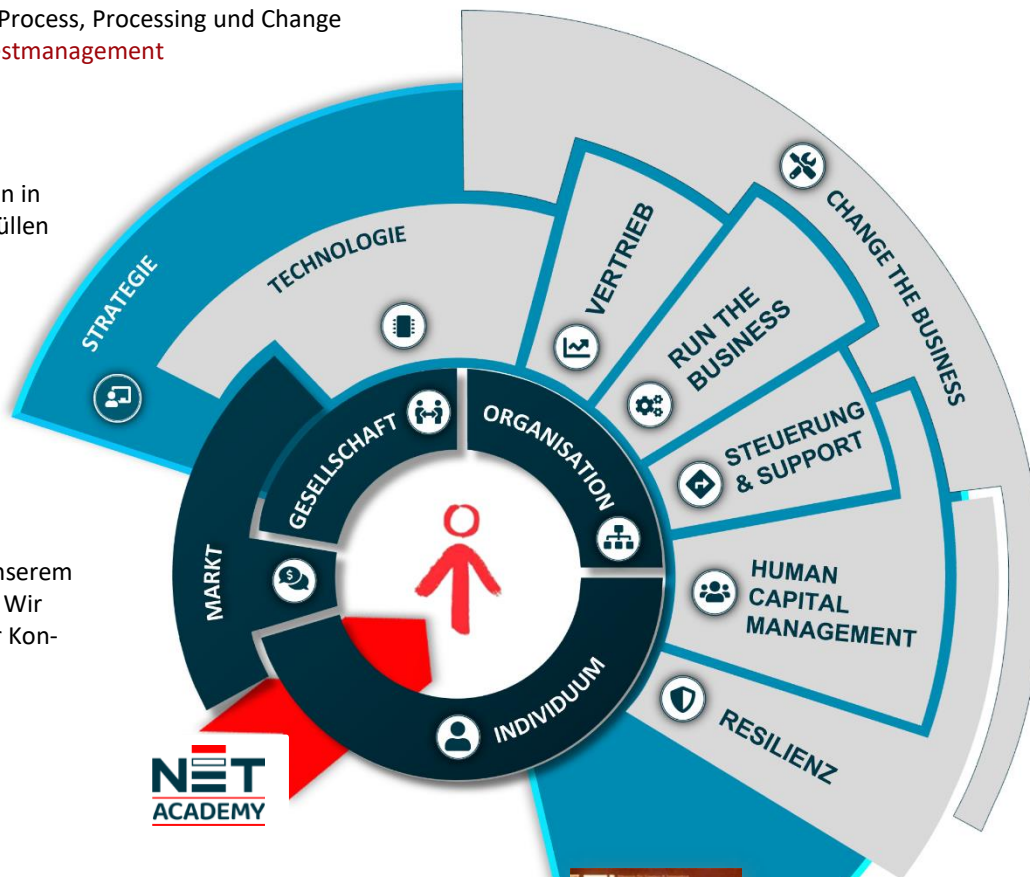 Process, Processing und Change
stmanagement
n in
üllen
STRATEGIE
TECHNOLOGIE
VERTRIEB
RUN THE
BUSINESS
CHANGE THE BUSINESS
STEUERUNG
& SUPPORT
GESELLSCHAFT
ORGANISATION
MARKT
nserem
Wir
r Kon-
HUMAN
CAPITAL
MANAGEMENT
INDIVIDUUM
RESILIENZ
NET
ACADEMY